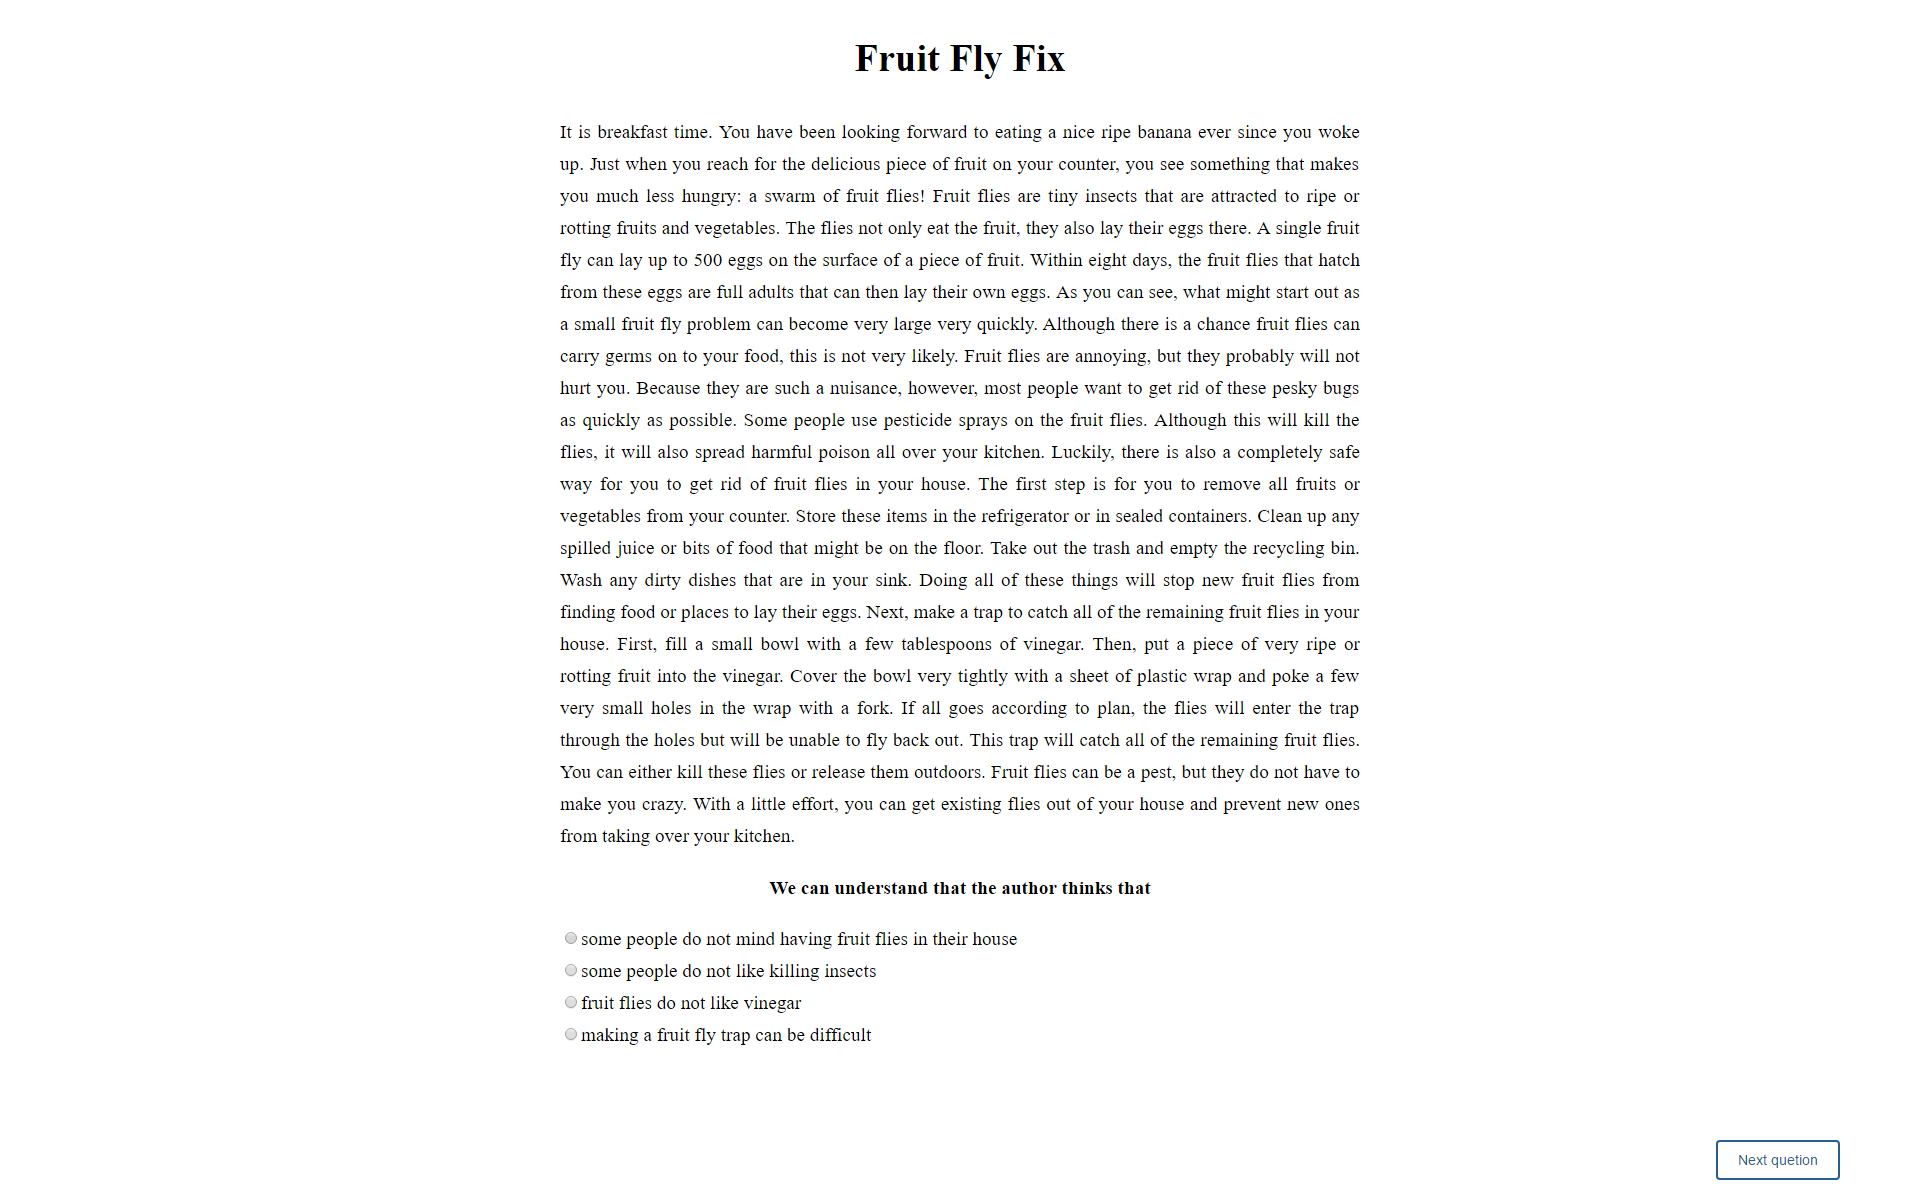 Fruit Fly Fix
It is breakfast time. You have been looking forward to eating a nice ripe banana ever since you woke
up. Just when you reach for the delicious piece of fruit on your counter, you see something that makes
you much less hungry: a swarm of fruit flies! Fruit flies are tiny insects that are attracted to ripe or
rotting fruits and vegetables. The flies not only eat the fruit, they also lay their eggs there. A single fruit
fly can lay up to 500 eggs on the surface of a piece of fruit. Within eight days, the fruit flies that hatch
from these eggs are full adults that can then lay their own eggs. As you can see, what might start out as
a small fruit fly problem can become very large very quickly. Although there is a chance fruit flies can
carry germs on to your food, this is not very likely. Fruit flies are annoying, but they probably will not
hurt you. Because they are such a nuisance, however, most people want to get rid of these pesky bugs
as quickly as possible. Some people use pesticide sprays on the fruit flies. Although this will kill the
flies, it will also spread harmful poison all over your kitchen. Luckily, there is also a completely safe
way for you to get rid of fruit flies in your house. The first step is for you to remove all fruits or
vegetables from your counter. Store these items in the refrigerator or in sealed containers. Clean up any
spilled juice or bits of food that might be on the floor. Take out the trash and empty the recycling bin.
Wash any dirty dishes that are in your sink. Doing all of these things will stop new fruit flies from
finding food or places to lay their eggs. Next, make a trap to catch all of the remaining fruit flies in your
house. First, fill a small bowl with a few tablespoons of vinegar. Then, put a piece of very ripe or
rotting fruit into the vinegar. Cover the bowl very tightly with a sheet of plastic wrap and poke a few
very small holes in the wrap with a fork. If all goes according to plan, the flies will enter the trap
through the holes but will be unable to fly back out. This trap will catch all of the remaining fruit flies.
You can either kill these flies or release them outdoors. Fruit flies can be a pest, but they do not have to
make you crazy. With a little effort, you can get existing flies out of your house and prevent new ones
from taking over your kitchen.
We can understand that the author thinks that
some people do not mind having fruit flies in their house
some people do not like killing insects
fruit flies do not like vinegar
making a fruit fly trap can be difficult
Next quetion